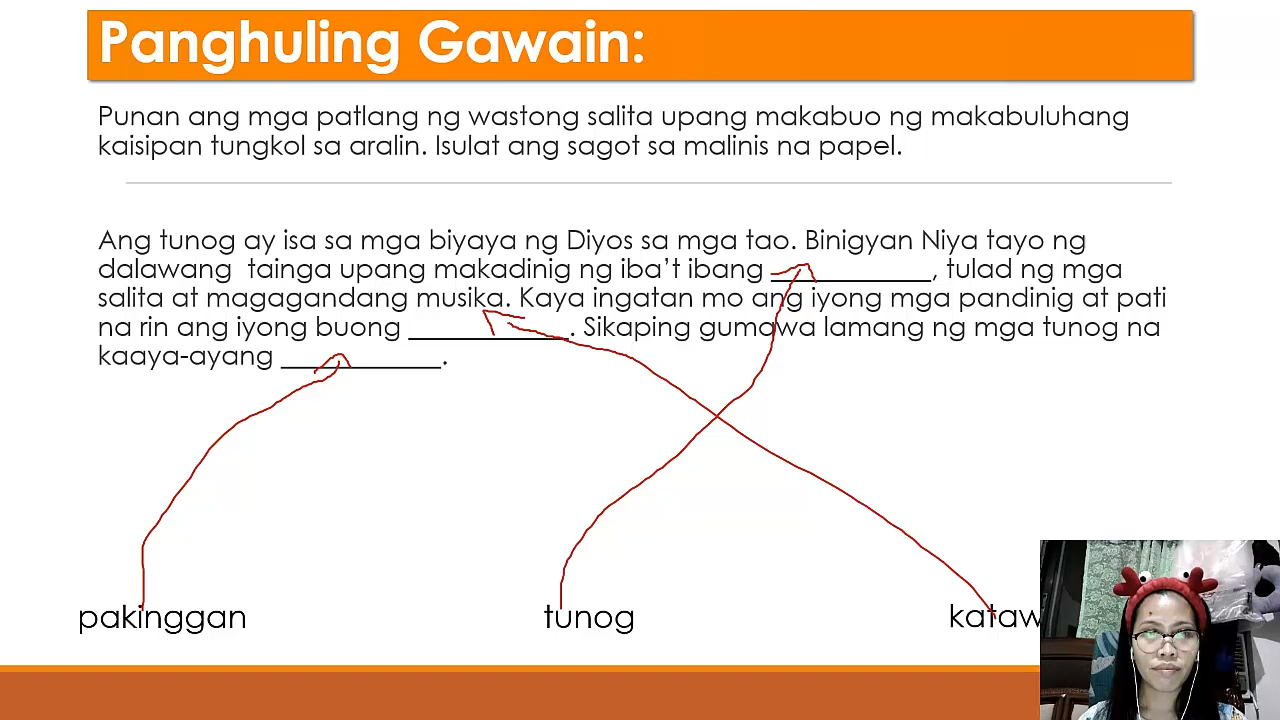 Panghuling Gawain:
Punan ang mga patlang ng wastong salita upang makabuo ng makabuluhang
kaisipan tungkol sa aralin. Isulat ang sagot sa malinis na papel.
Ang tunog ay isa sa mga biyaya ng Diyos sa mga tao. Binigyan Niya tayo ng
dalawang tainga upang makadinig ng iba't ibang ____________, tulad ng mga
salita at magagandang musika. Kaya ingatan mo ang iyong mga pandinig at pati
na rin ang iyong buong ____________. Sikaping gumawa lamang ng mga tunog na
kaaya-ayang ____________.
pakinggan tunog